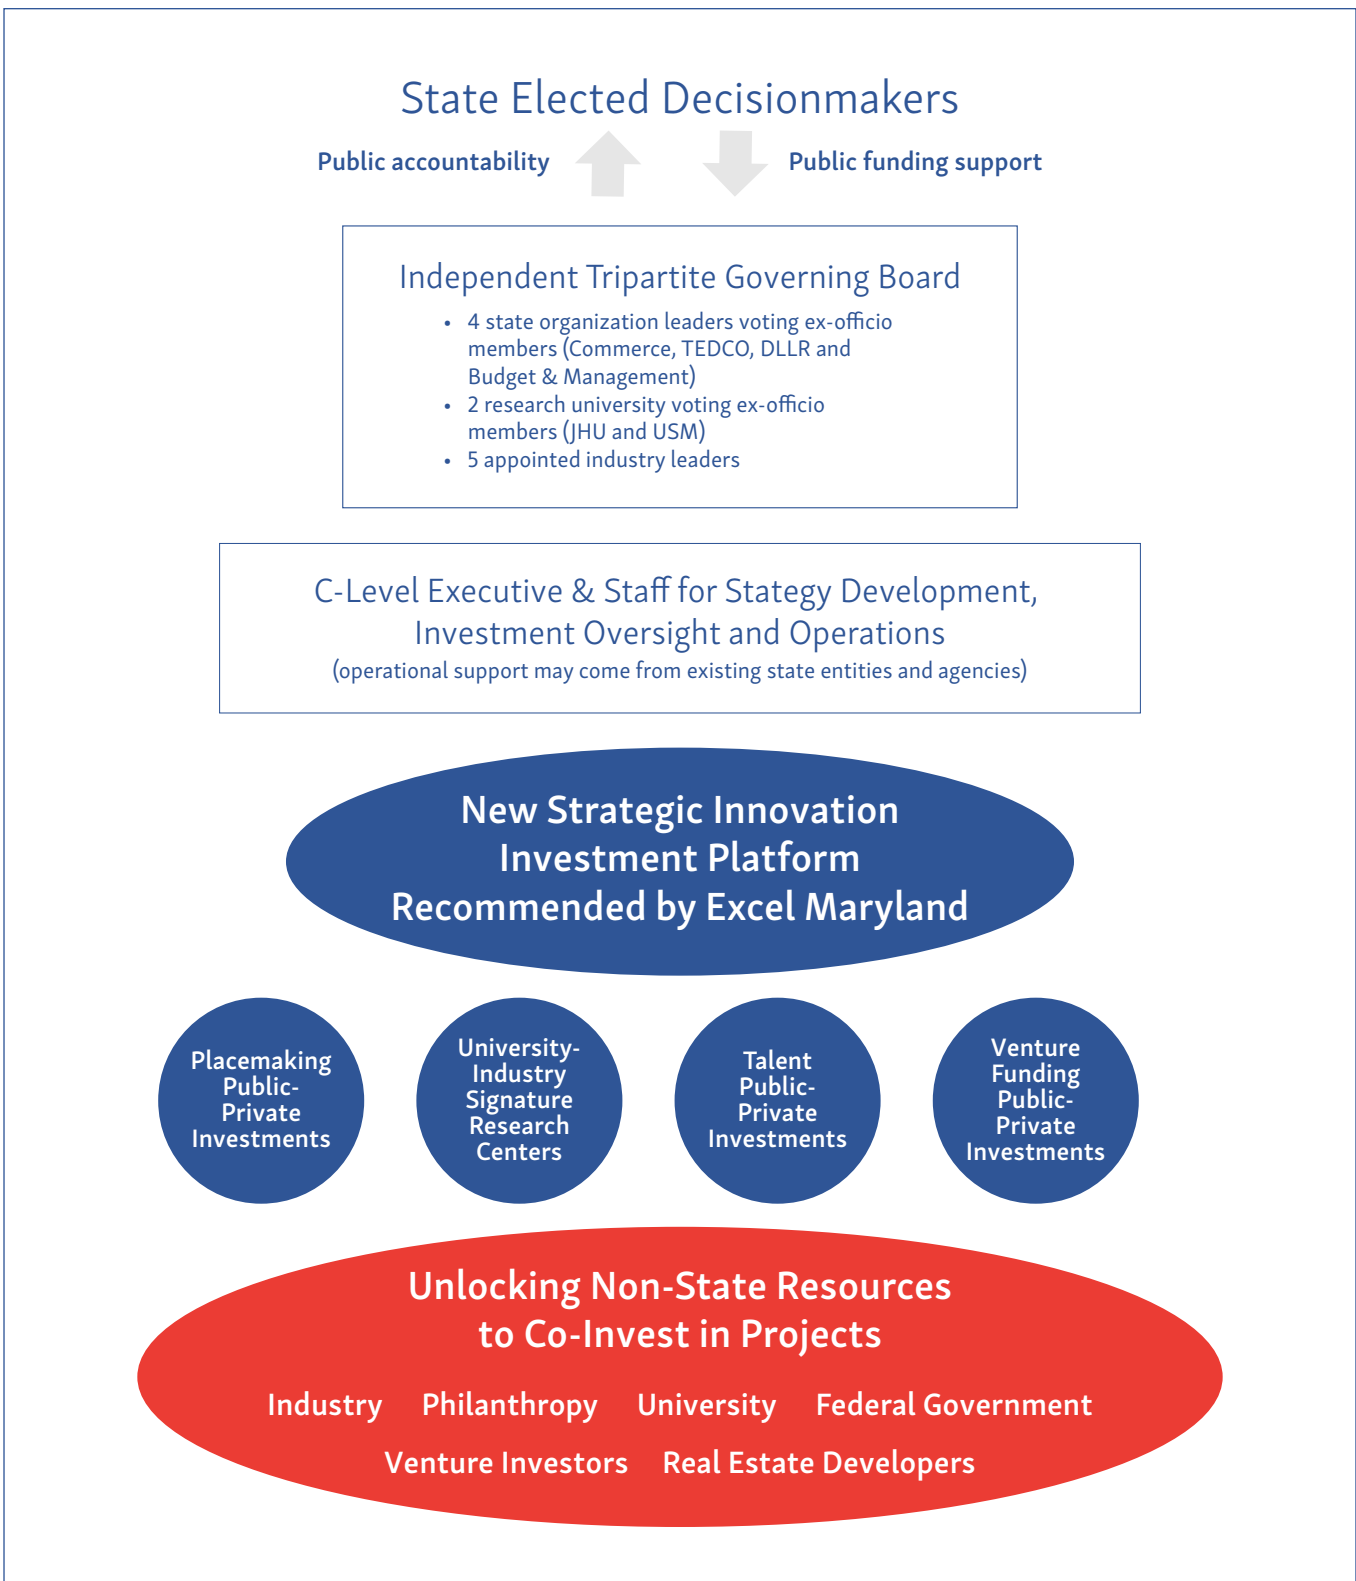 State Elected Decisionmakers
Public accountability
Public funding support
Independent Tripartite Governing Board
• 4 state organization leaders voting ex-officio
members (Commerce, TEDCO, DLLR and
Budget & Management)
• 2 research university voting ex-officio
members (JHU and USM)
• 5 appointed industry leaders
C-Level Executive & Staff for Stategy Development,
Investment Oversight and Operations
(operational support may come from existing state entities and agencies)
New Strategic Innovation
Investment Platform
Recommended by Excel Maryland
Placemaking
Public-
Private
Investments
University-
Industry
Signature
Research
Centers
Talent
Public-
Private
Investments
Venture
Funding
Public-
Private
Investments
Unlocking Non-State Resources
to Co-Invest in Projects
Industry Philanthropy University Federal Government
Venture Investors Real Estate Developers